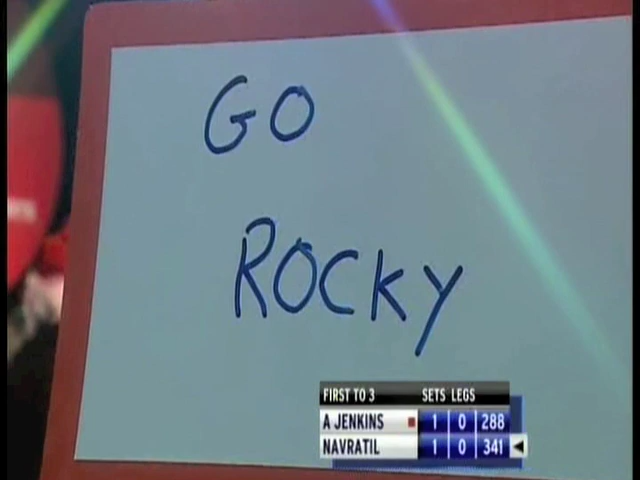 GO
ROCKY
FIRST TO 3 SETS LEGS
A JENKINS 1 0 288
NAVRATIL 1 0 341